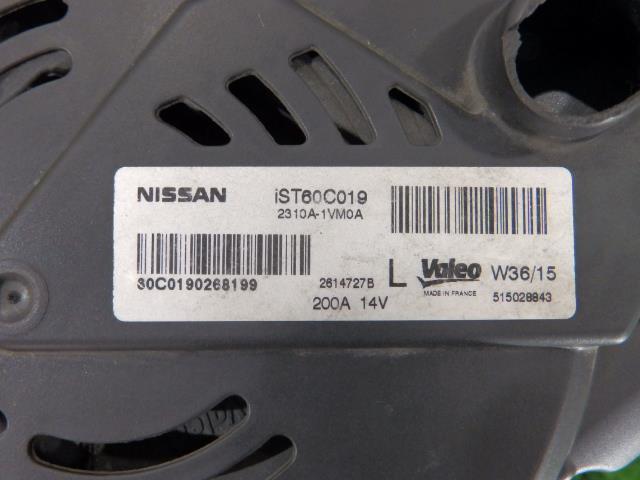 NISSAN iST60C019
2310A-1VM0A
30C0190268199
2614727B
200A 14V
L Valeo W36/15
MADE IN FRANCE 515028843